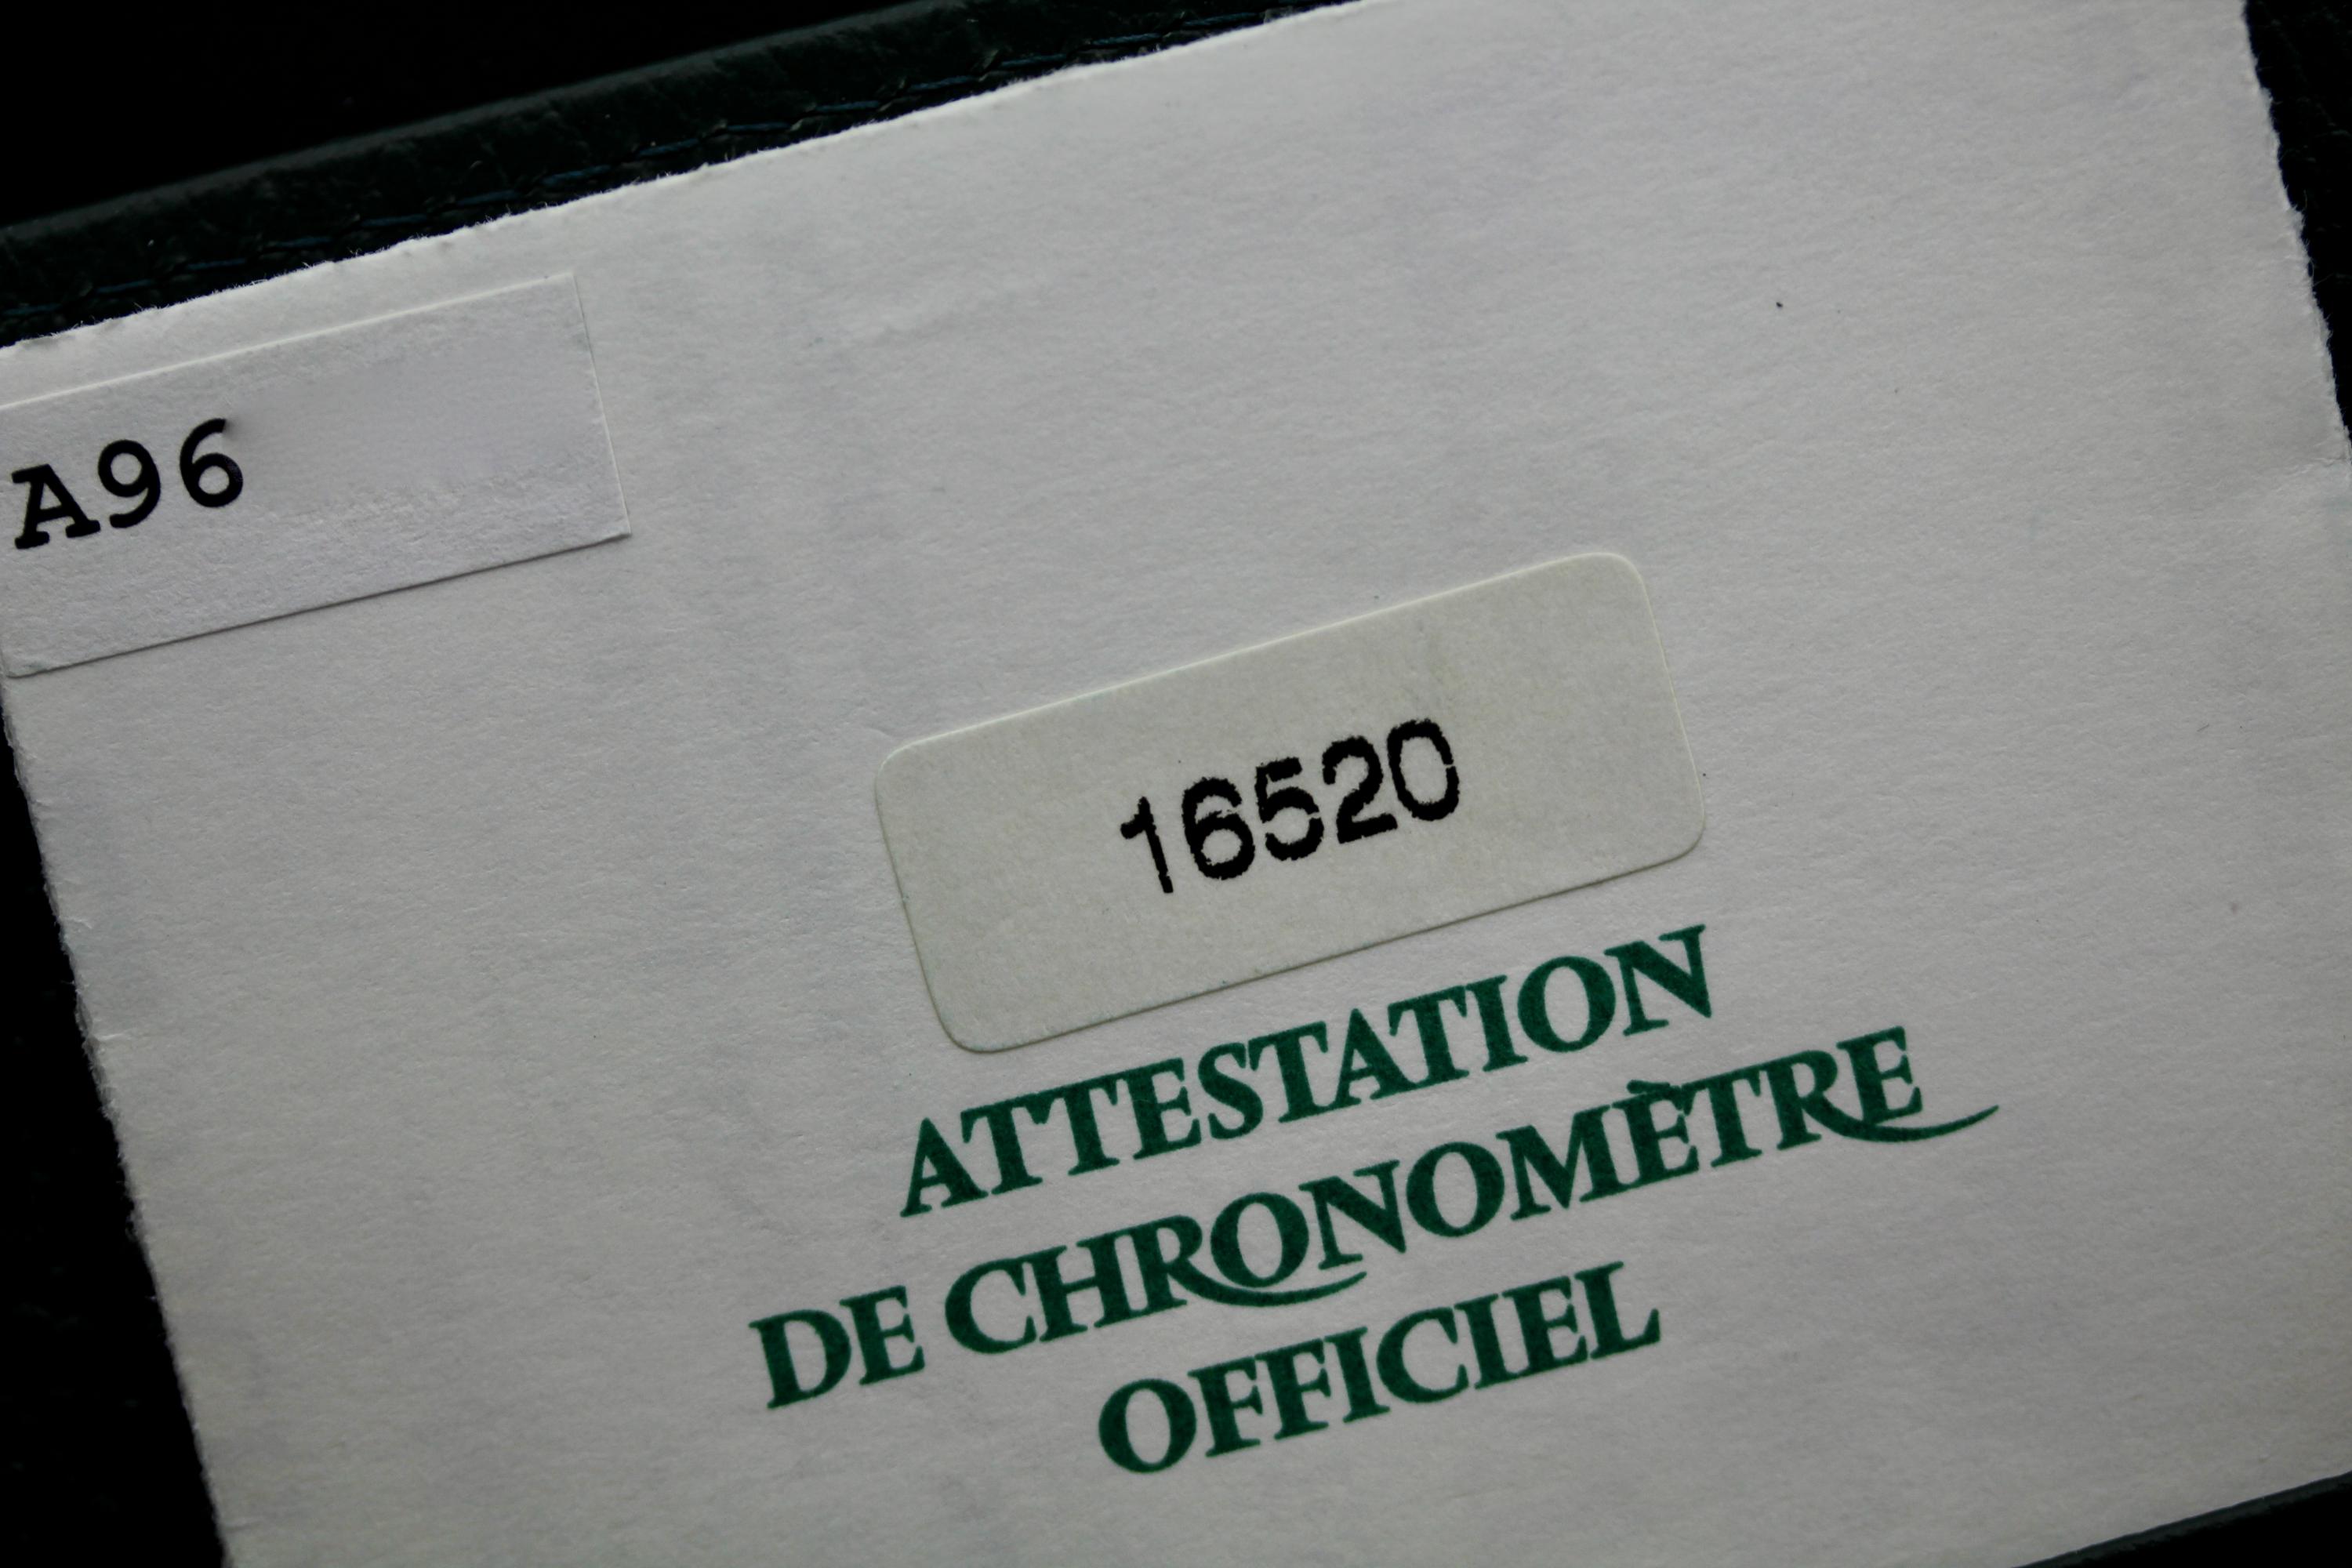 A96
16520
ATTESTATION
DE CHRONOMÈTRE
OFFICIEL